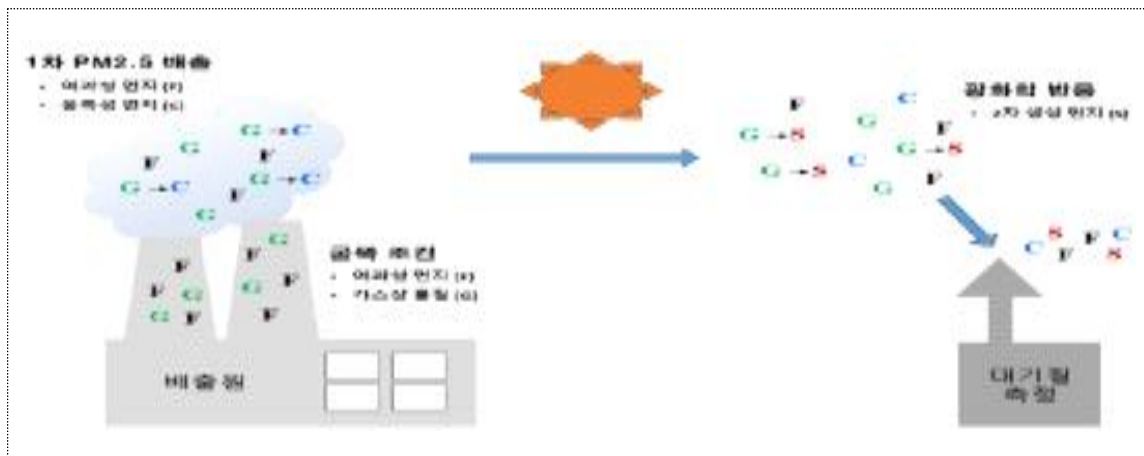 1차 PM2.5 배출
- 여과성 먼지 (F)
- 응축성 먼지 (C)
G → C
G
F
F
G → C
G → C
F
G
굴뚝 조건
- 여과성 먼지 (F)
- 가스상 물질 (G)
F
G
F
G
F
F
G
F
G
F
배출원
광화학 반응
- 2차 생성 먼지 (S)
C
F
G
F
G → S
G → S
C
G → S
F
G
S
F
C
C
F
S
대기질
측정